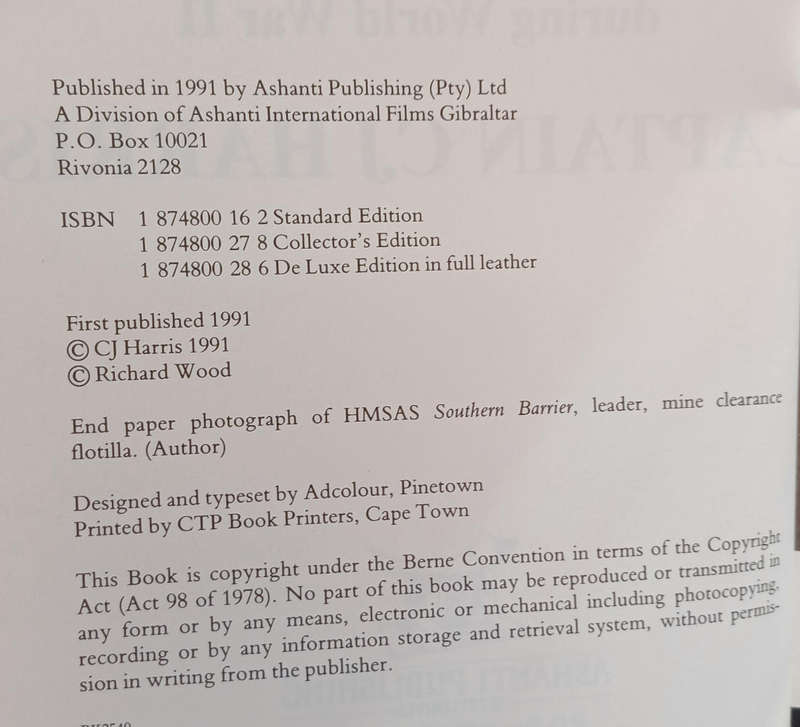 Published in 1991 by Ashanti Publishing (Pty) Ltd
A Division of Ashanti International Films Gibraltar
P.O. Box 10021
Rivonia 2128
ISBN 1 874800 16 2 Standard Edition
1 874800 27 8 Collector's Edition
1 874800 28 6 De Luxe Edition in full leather
First published 1991
© CJ Harris 1991
© Richard Wood
End paper photograph of HMSAS Southern Barrier, leader, mine clearance
flotilla. (Author)
Designed and typeset by Adcolour, Pinetown
Printed by CTP Book Printers, Cape Town
This Book is copyright under the Berne Convention in terms of the Copyright
Act (Act 98 of 1978). No part of this book may be reproduced or transmitted in
any form or by any means, electronic or mechanical including photocopying,
recording or by any information storage and retrieval system, without permis-
sion in writing from the publisher.